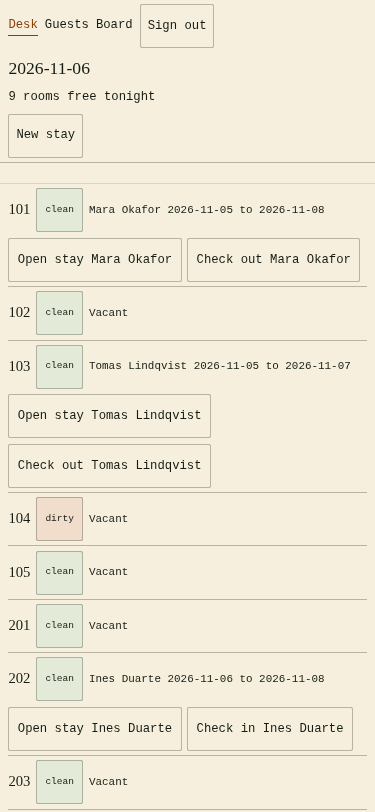 Desk Guests Board Sign out
2026-11-06
9 rooms free tonight
New stay
101 clean Mara Okafor 2026-11-05 to 2026-11-08
Open stay Mara Okafor Check out Mara Okafor
102 clean Vacant
103 clean Tomas Lindqvist 2026-11-05 to 2026-11-07
Open stay Tomas Lindqvist
Check out Tomas Lindqvist
104 dirty Vacant
105 clean Vacant
201 clean Vacant
202 clean Ines Duarte 2026-11-06 to 2026-11-08
Open stay Ines Duarte Check in Ines Duarte
203 clean Vacant